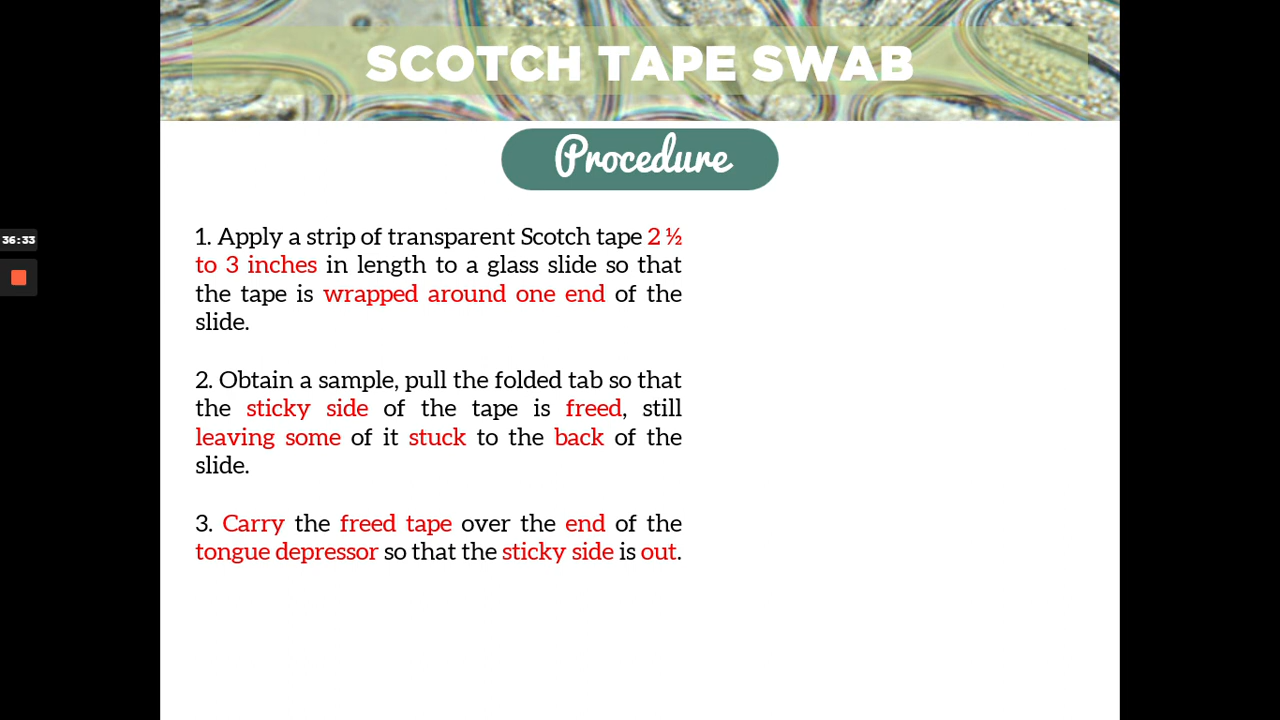 SCOTCH TAPE SWAB
Procedure
36:33
1. Apply a strip of transparent Scotch tape 2 ½
to 3 inches in length to a glass slide so that
the tape is wrapped around one end of the
slide.
2. Obtain a sample, pull the folded tab so that
the sticky side of the tape is freed, still
leaving some of it stuck to the back of the
slide.
3. Carry the freed tape over the end of the
tongue depressor so that the sticky side is out.